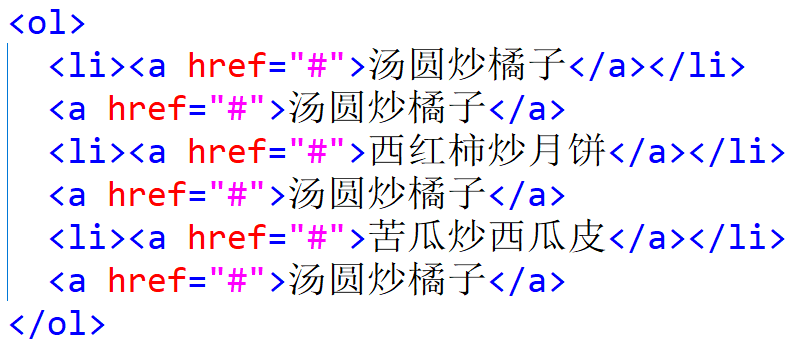 <ol>
<li><a href="#">汤圆炒橘子</a></li>
<a href="#">汤圆炒橘子</a>
<li><a href="#">西红柿炒月饼</a></li>
<a href="#">汤圆炒橘子</a>
<li><a href="#">苦瓜炒西瓜皮</a></li>
<a href="#">汤圆炒橘子</a>
</ol>